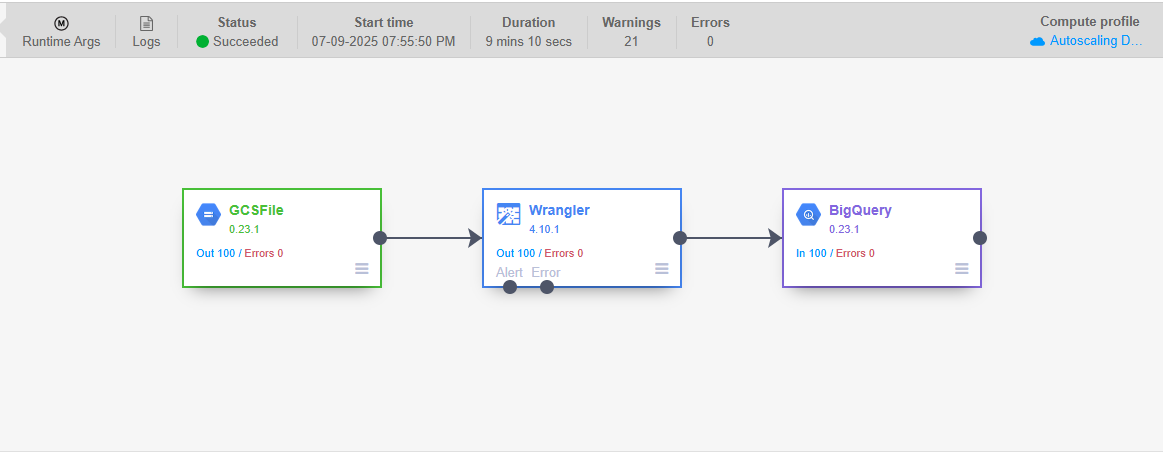 Runtime Args
Logs
Status
Succeeded
Start time
07-09-2025 07:55:50 PM
Duration
9 mins 10 secs
Warnings
21
Errors
0
Compute profile
Autoscaling D...
GCSFile
0.23.1
Out 100 / Errors 0
Wrangler
4.10.1
Out 100 / Errors 0
Alert Error
BigQuery
0.23.1
In 100 / Errors 0